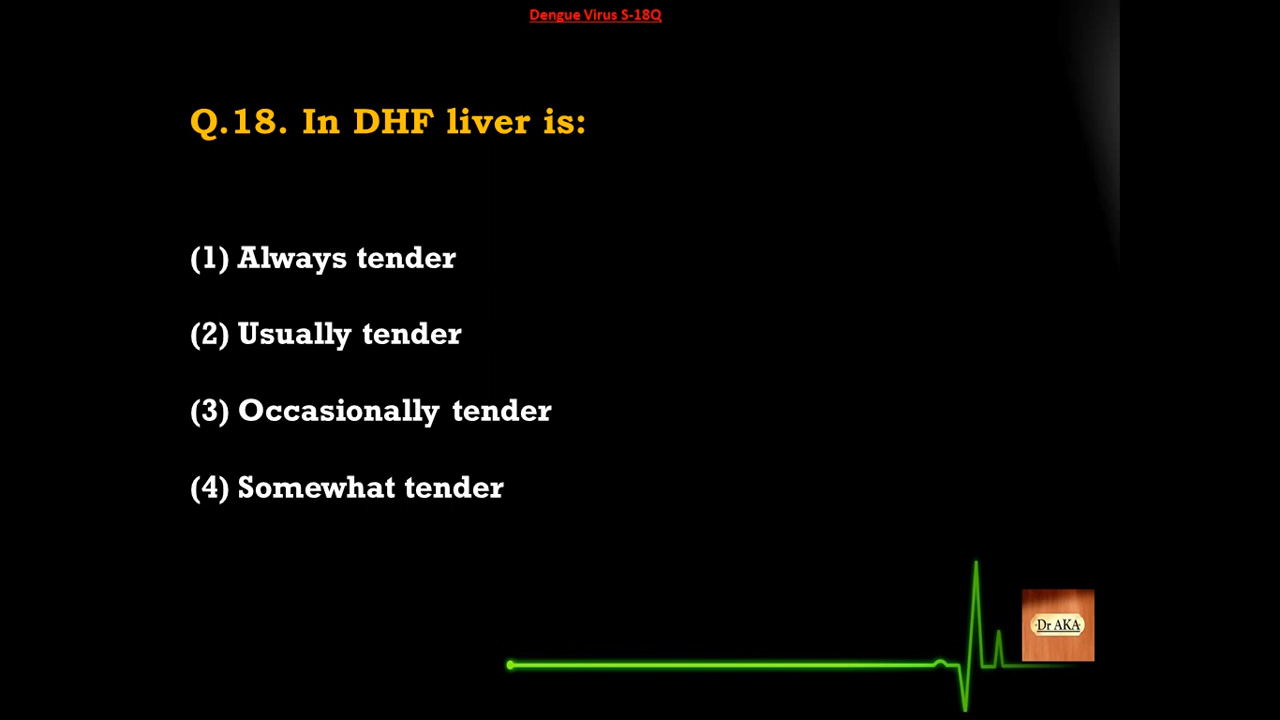 Dengue Virus S-18Q
Q.18. In DHF liver is:
(1) Always tender
(2) Usually tender
(3) Occasionally tender
(4) Somewhat tender
Dr AKA